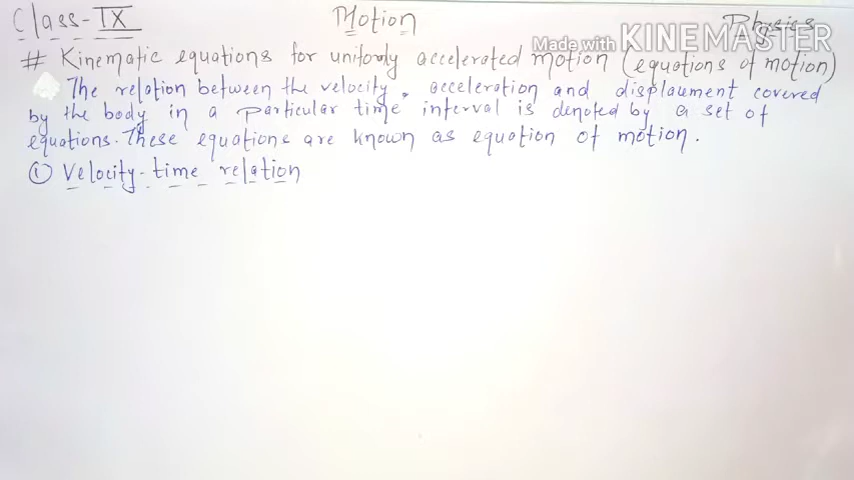 Class-IX Motion Physics
Made with KINEMASTER
# Kinematic equations for uniformly accelerated motion (equations of motion)
The relation between the velocity, acceleration and displacement covered
by the body in a particular time interval is denoted by a set of
equations. These equations are known as equation of motion.
① Velocity-time relation